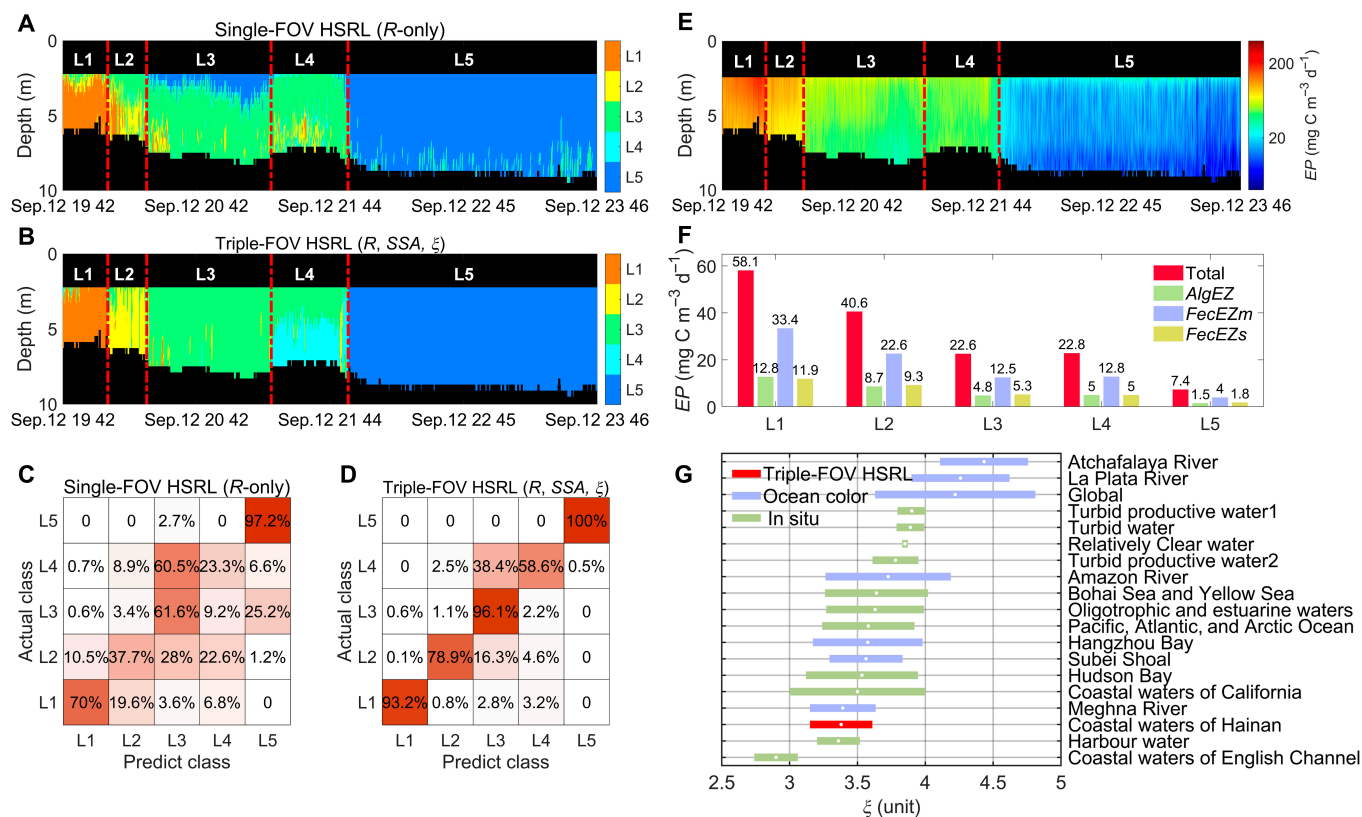 A
Single-FOV HSRL (R-only)
0
5
10
Depth (m)
L1 L2 L3 L4 L5
L1
L2
L3
L4
L5
Sep.12 19 42 Sep.12 20 42 Sep.12 21 44 Sep.12 22 45 Sep.12 23 46
B
Triple-FOV HSRL (R, SSA, ξ)
0
5
10
Depth (m)
L1 L2 L3 L4 L5
L1
L2
L3
L4
L5
Sep.12 19 42 Sep.12 20 42 Sep.12 21 44 Sep.12 22 45 Sep.12 23 46
C
Single-FOV HSRL (R-only)
Actual class
L5 0 0 2.7% 0 97.2%
L4 0.7% 8.9% 60.5% 23.3% 6.6%
L3 0.6% 3.4% 61.6% 9.2% 25.2%
L2 10.5% 37.7% 28% 22.6% 1.2%
L1 70% 19.6% 3.6% 6.8% 0
L1 L2 L3 L4 L5
Predict class
D
Triple-FOV HSRL (R, SSA, ξ)
Actual class
L5 0 0 0 0 100%
L4 0 2.5% 38.4% 58.6% 0.5%
L3 0.6% 1.1% 96.1% 2.2% 0
L2 0.1% 78.9% 16.3% 4.6% 0
L1 93.2% 0.8% 2.8% 3.2% 0
L1 L2 L3 L4 L5
Predict class
E
0
5
10
Depth (m)
L1 L2 L3 L4 L5
200
20
EP (mg C m⁻³ d⁻¹)
Sep.12 19 42 Sep.12 20 42 Sep.12 21 44 Sep.12 22 45 Sep.12 23 46
F
EP (mg C m⁻³ d⁻¹)
60
40
20
0
58.1 12.8 33.4 11.9
40.6 8.7 22.6 9.3
22.6 4.8 12.5 5.3
22.8 5 12.8 5
7.4 1.5 4 1.8
Total
AlgEZ
FecEZm
FecEZs
L1 L2 L3 L4 L5
G
Triple-FOV HSRL
Ocean color
In situ
Atchafalaya River
La Plata River
Global
Turbid productive water1
Turbid water
Relatively Clear water
Turbid productive water2
Amazon River
Bohai Sea and Yellow Sea
Oligotrophic and estuarine waters
Pacific, Atlantic, and Arctic Ocean
Hangzhou Bay
Subei Shoal
Hudson Bay
Coastal waters of California
Meghna River
Coastal waters of Hainan
Harbour water
Coastal waters of English Channel
2.5 3 3.5 4 4.5 5
ξ (unit)